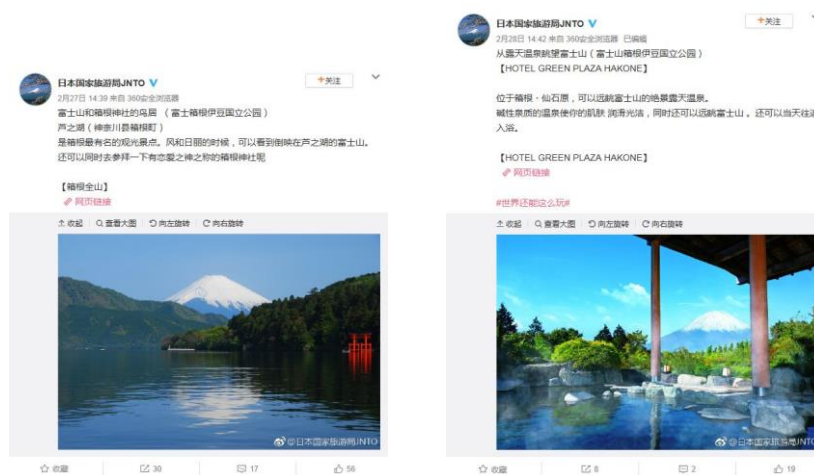 日本国家旅游局JNTO
+关注
2月27日 14:39 来自 360安全浏览器
富士山和箱根神社的鸟居 （富士箱根伊豆国立公园）
芦之湖（神奈川县箱根町）
是箱根最有名的观光景点。风和日丽的时候，可以看到倒映在芦之湖的富士山。
还可以同时去参拜一下有恋爱之神之称的箱根神社呢
【箱根全山】
网页链接
收起 查看大图 向左旋转 向右旋转
@日本国家旅游局JNTO
收藏 30 17 56
日本国家旅游局JNTO
+关注
2月28日 14:42 来自 360安全浏览器 已编辑
从露天温泉眺望富士山（富士山箱根伊豆国立公园）
【HOTEL GREEN PLAZA HAKONE】
位于箱根・仙石原，可以远眺富士山的绝景露天温泉。
碱性泉质的温泉使你的肌肤 润滑光洁，同时还可以远眺富士山 。还可以当天往返
入浴。
【HOTEL GREEN PLAZA HAKONE】
网页链接
#世界还能这么玩#
收起 查看大图 向左旋转 向右旋转
@日本国家旅游局JNTO
收藏 8 2 19